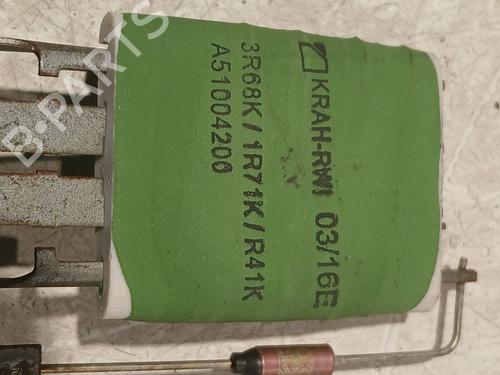 KRAH-RWI 03/16E
3R68K/1R71K/R41K
A51004200
B-PARTS